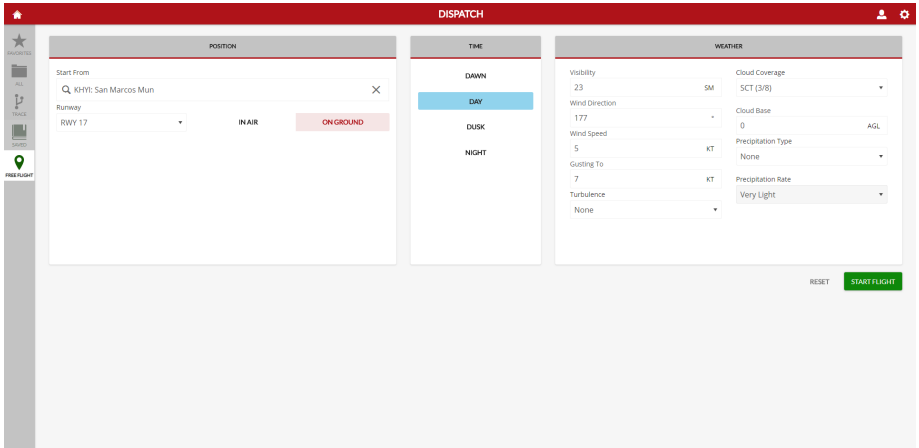 DISPATCH
FAVORITES
ALL
TRACK
SAVED
FREE FLIGHT
POSITION
Start From
KHYI: San Marcos Mun
Runway
RWY 17
IN AIR
ON GROUND
TIME
DAWN
DAY
DUSK
NIGHT
WEATHER
Visibility
23 SM
Wind Direction
177 °
Wind Speed
5 KT
Gusting To
7 KT
Turbulence
None
Cloud Coverage
SCT (3/8)
Cloud Base
0 AGL
Precipitation Type
None
Precipitation Rate
Very Light
RESET
START FLIGHT